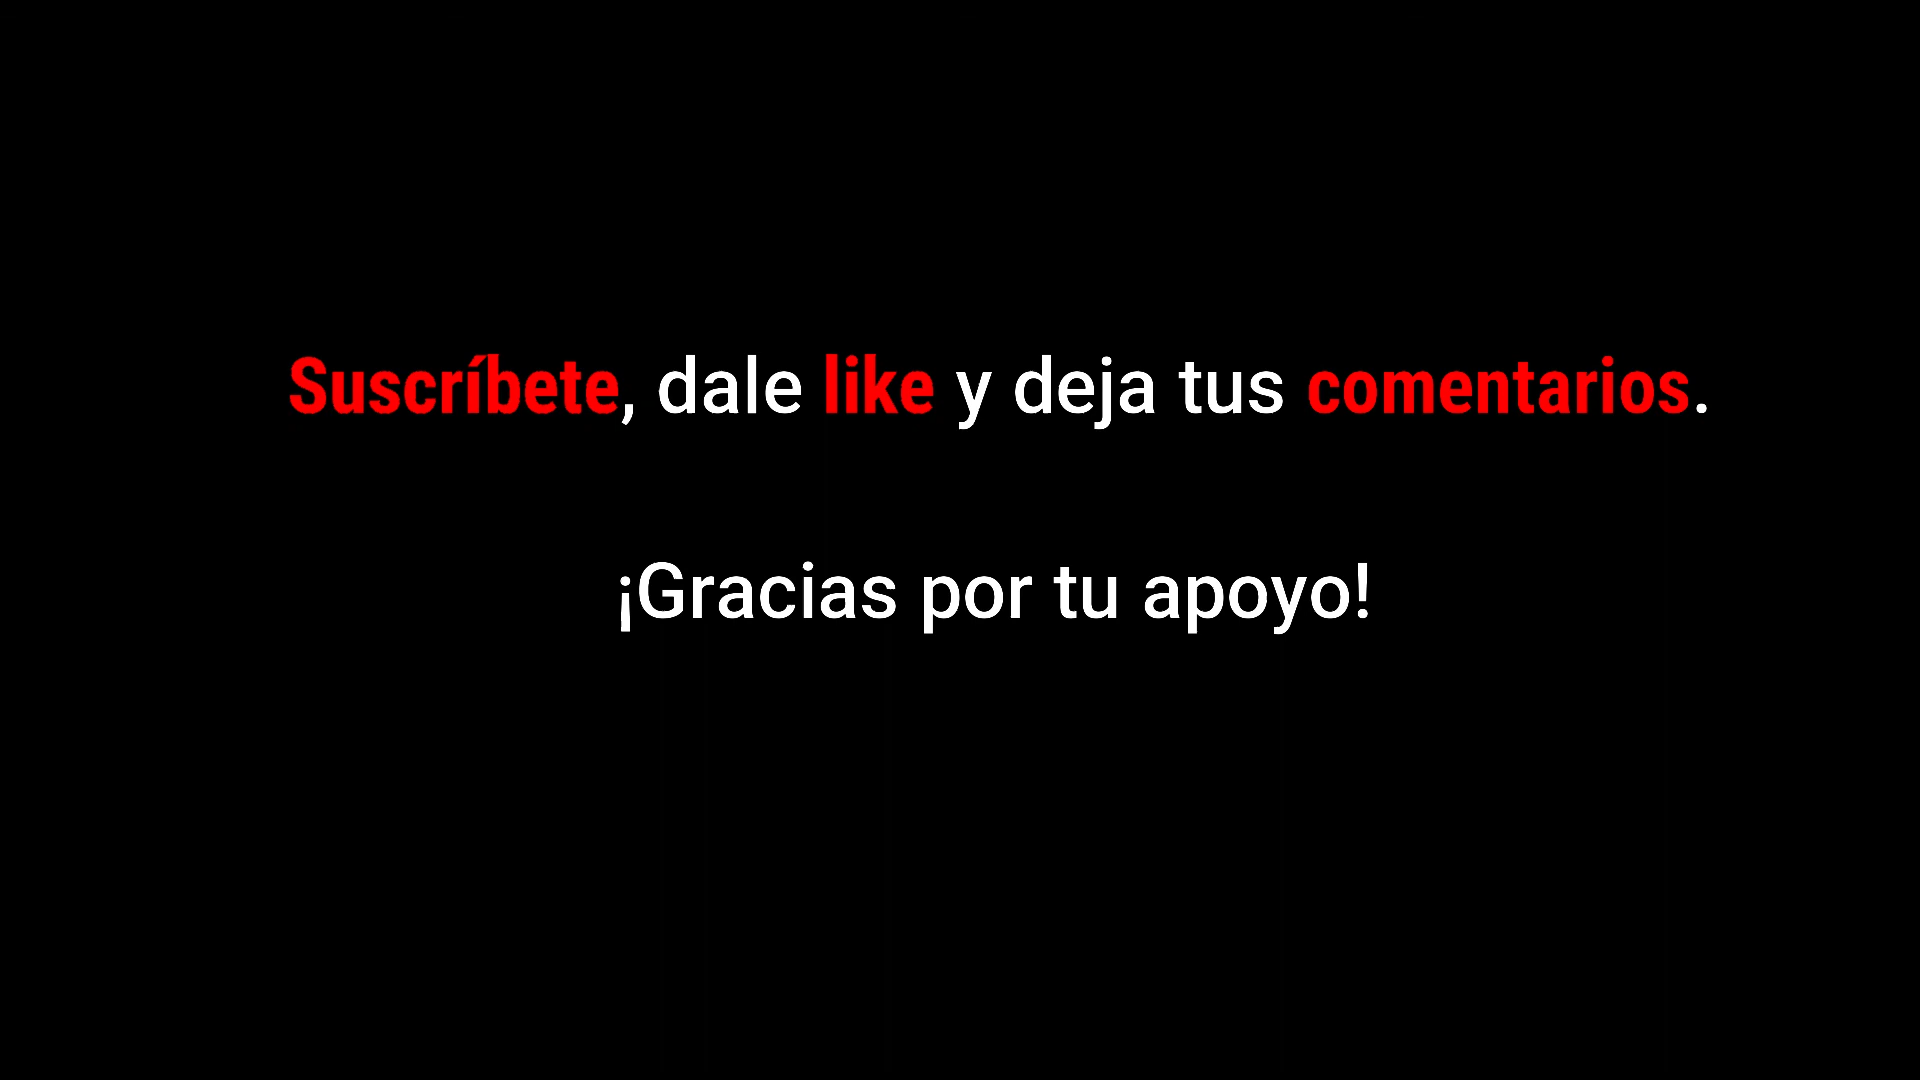 Suscríbete, dale like y deja tus comentarios.
¡Gracias por tu apoyo!